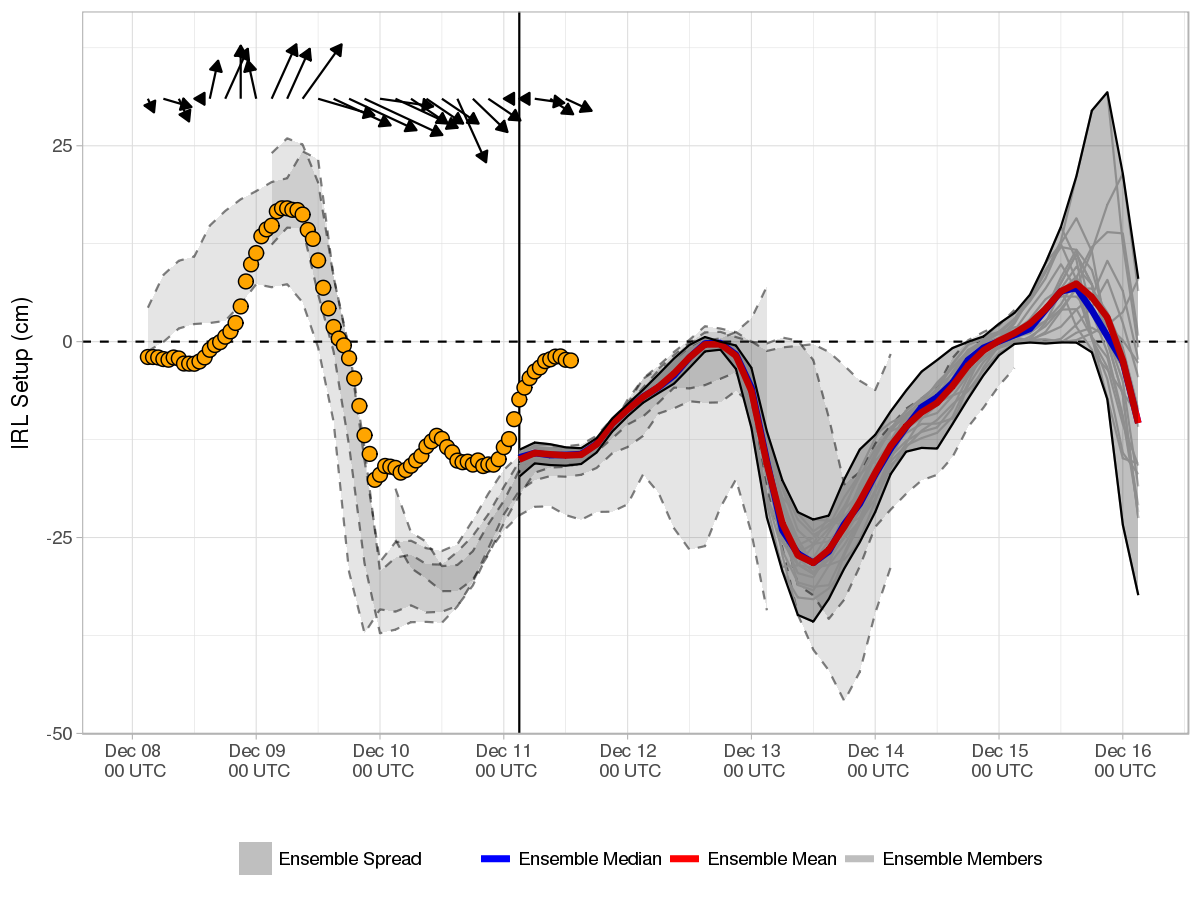 IRL Setup (cm)
25
0
-25
-50
Dec 08 Dec 09 Dec 10 Dec 11 Dec 12 Dec 13 Dec 14 Dec 15 Dec 16
00 UTC 00 UTC 00 UTC 00 UTC 00 UTC 00 UTC 00 UTC 00 UTC 00 UTC
Ensemble Spread Ensemble Median Ensemble Mean Ensemble Members